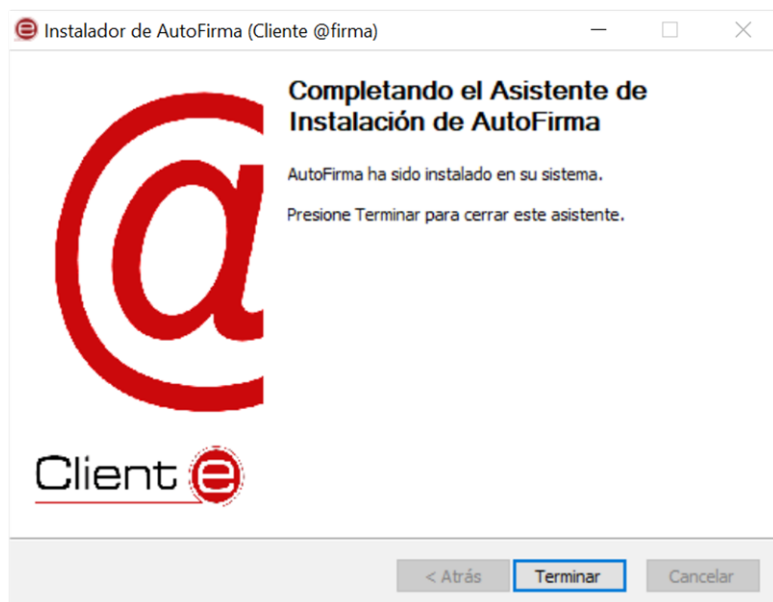 Instalador de AutoFirma (Cliente @firma)
Completando el Asistente de
Instalación de AutoFirma
AutoFirma ha sido instalado en su sistema.
Presione Terminar para cerrar este asistente.
@
Client e
< Atrás Terminar Cancelar